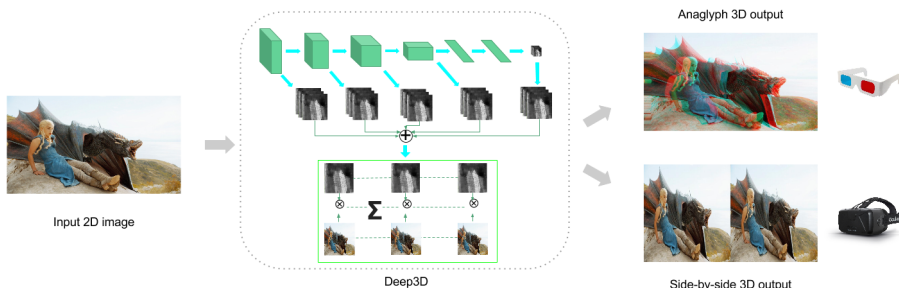 Anaglyph 3D output
Input 2D image
Σ
Deep3D
Side-by-side 3D output